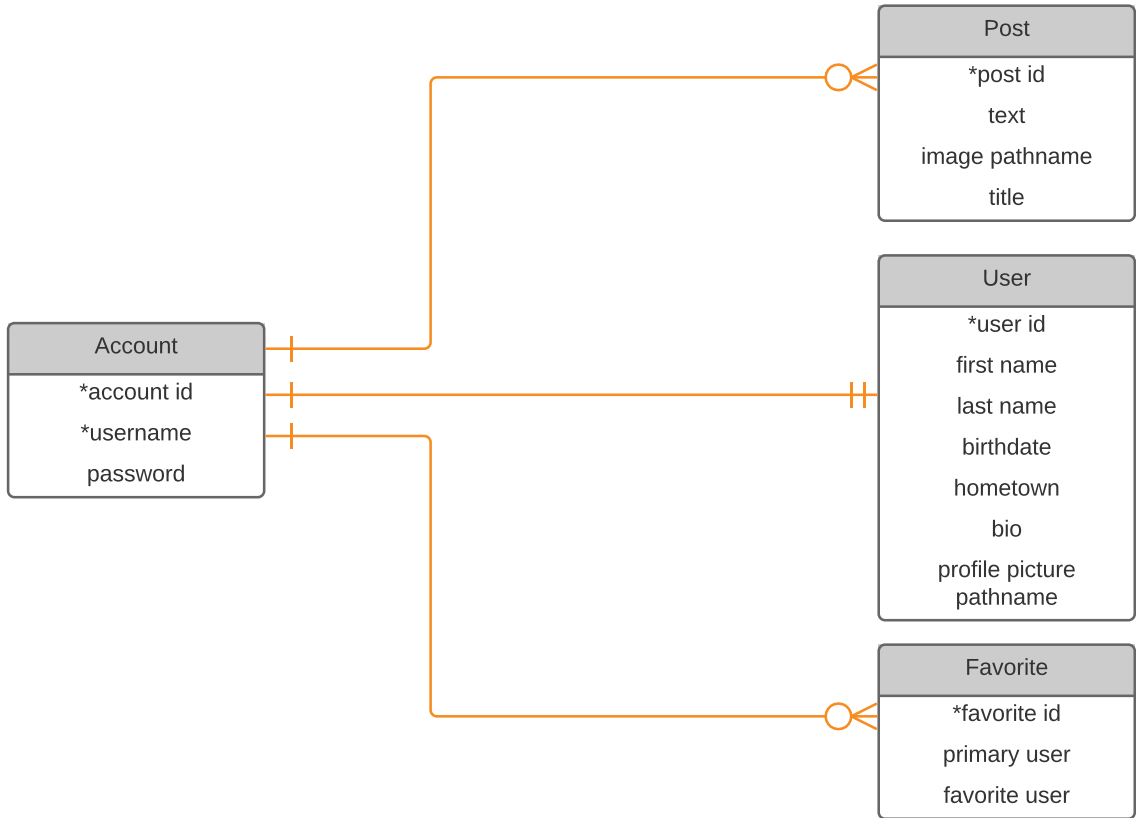 Post
*post id
text
image pathname
title
User
*user id
first name
last name
birthdate
hometown
bio
profile picture
pathname
Account
*account id
*username
password
Favorite
*favorite id
primary user
favorite user